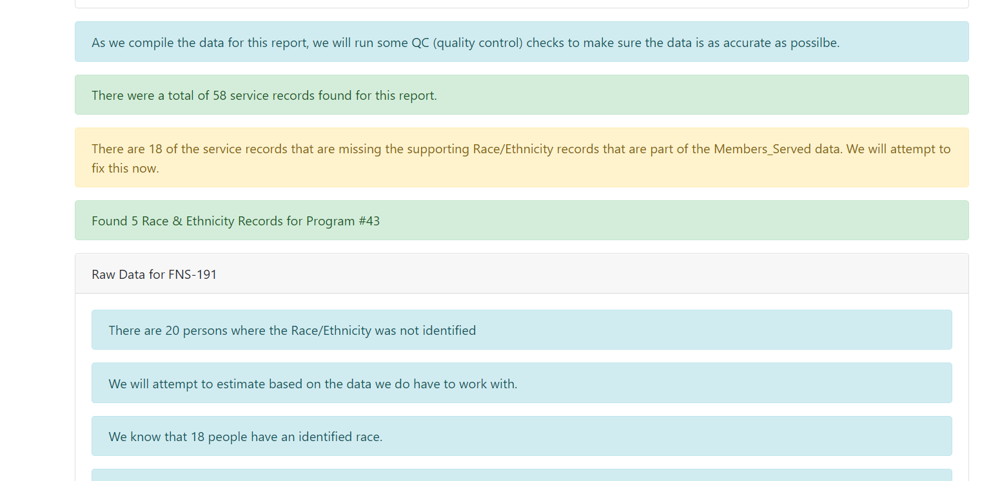 As we compile the data for this report, we will run some QC (quality control) checks to make sure the data is as accurate as possilbe.
There were a total of 58 service records found for this report.
There are 18 of the service records that are missing the supporting Race/Ethnicity records that are part of the Members_Served data. We will attempt to
fix this now.
Found 5 Race & Ethnicity Records for Program #43
Raw Data for FNS-191
There are 20 persons where the Race/Ethnicity was not identified
We will attempt to estimate based on the data we do have to work with.
We know that 18 people have an identified race.